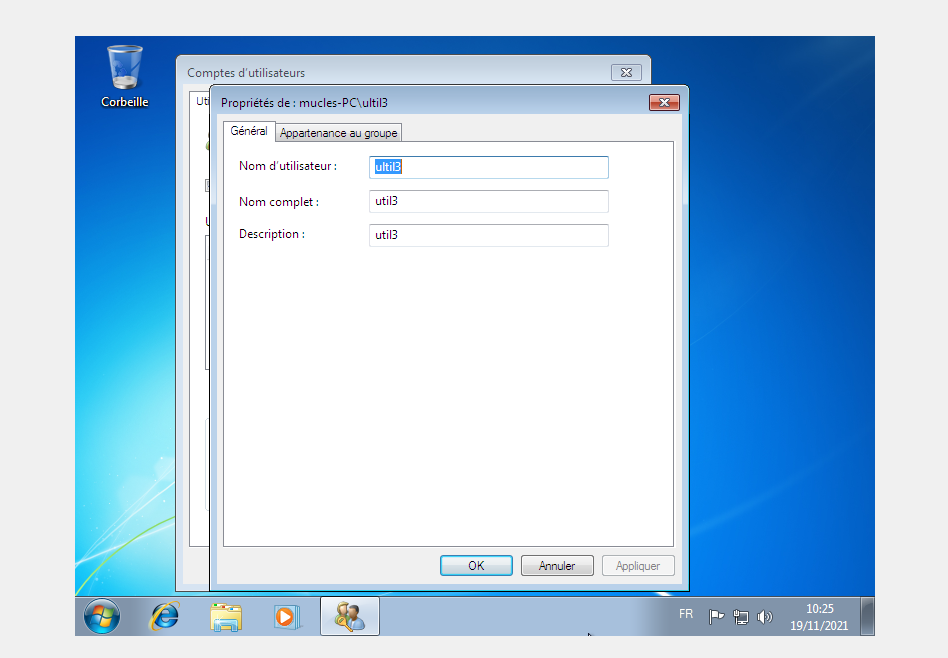 Corbeille
Comptes d'utilisateurs
Uti
Propriétés de : mucles-PC\ultil3
Général
Appartenance au groupe
Nom d'utilisateur :
ultil3
Nom complet :
util3
Description :
util3
OK
Annuler
Appliquer
FR
10:25
19/11/2021